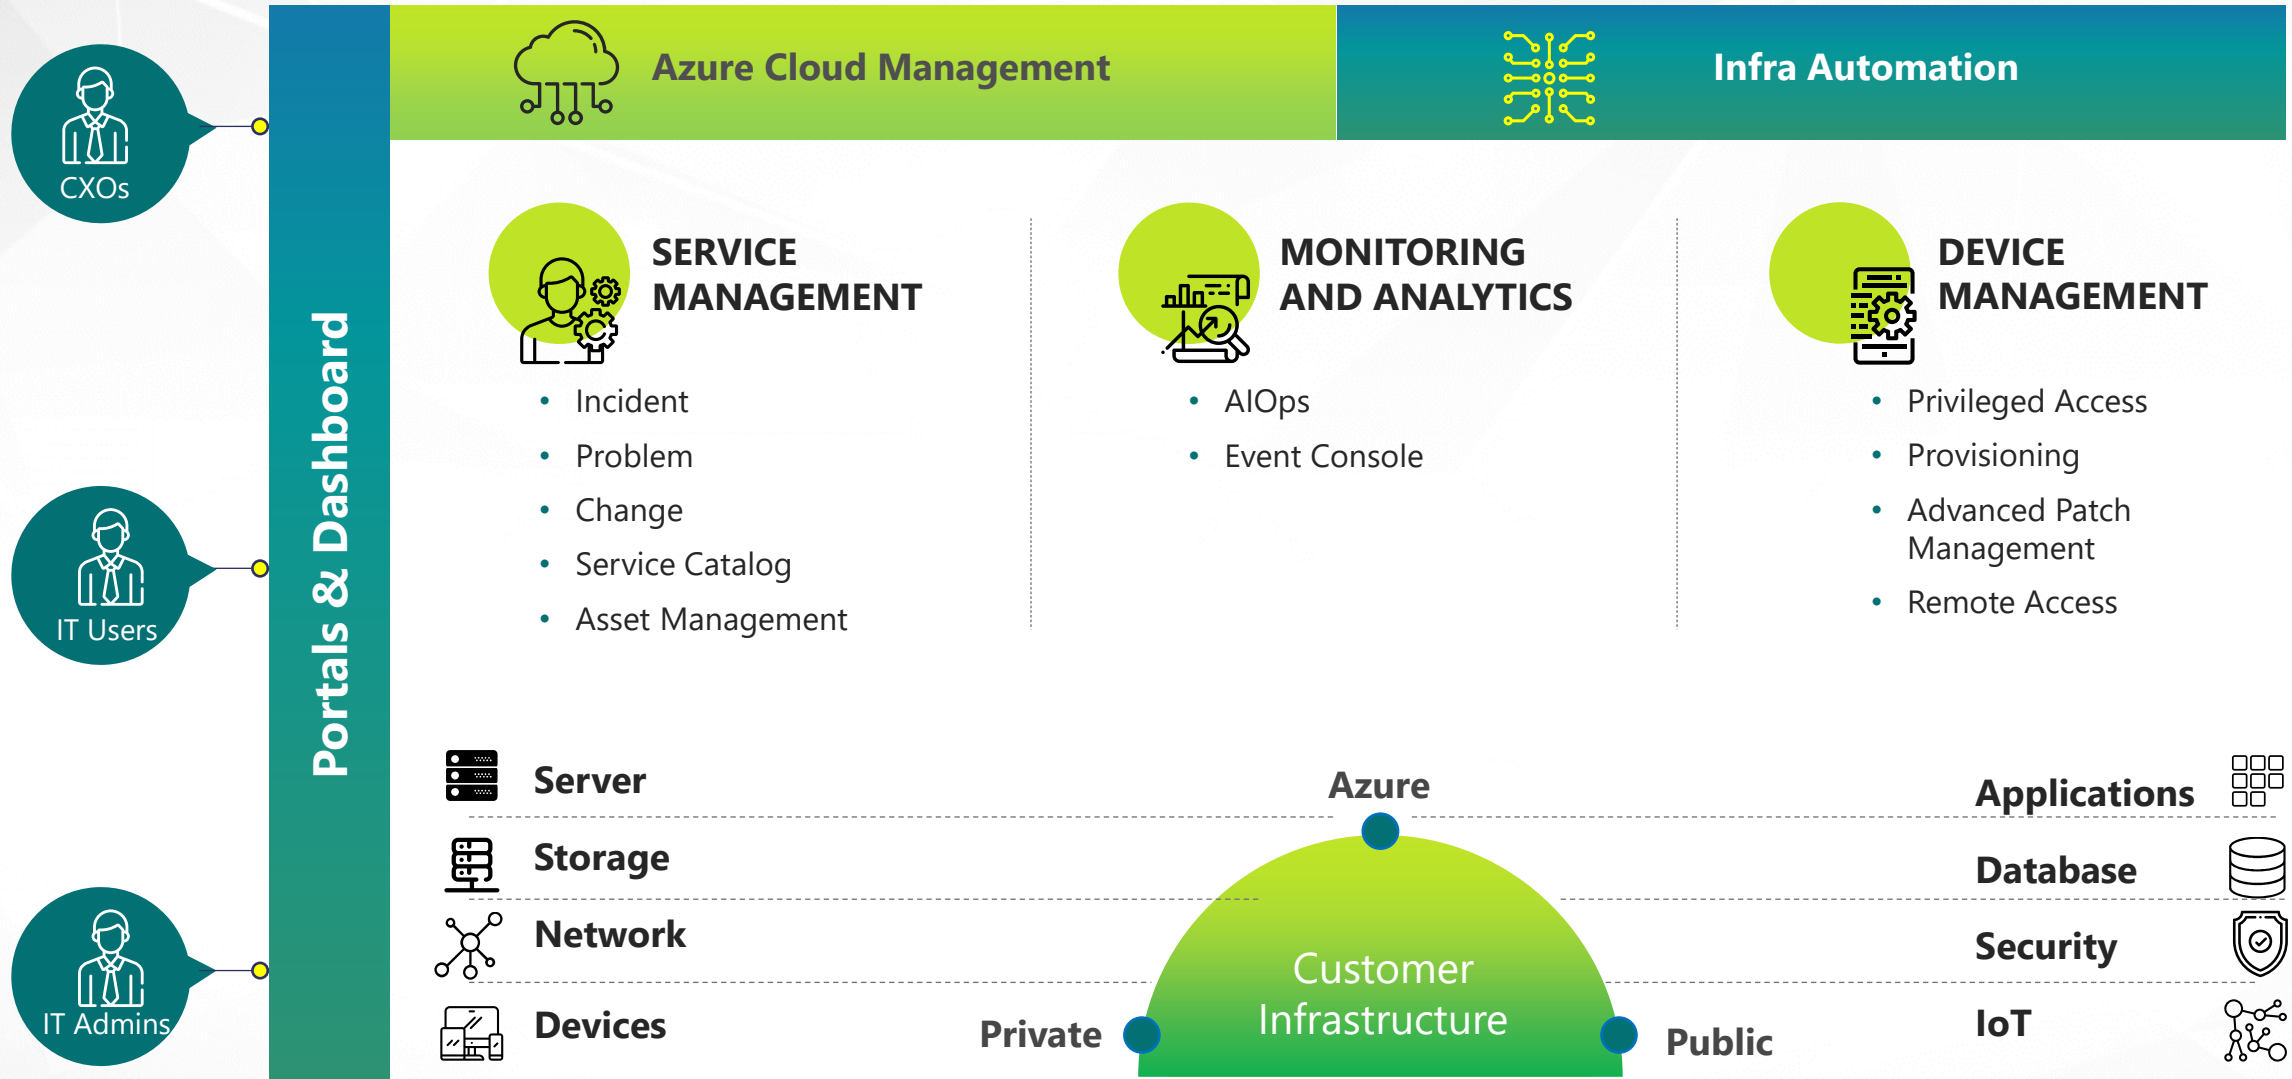 CXOs
IT Users
IT Admins
Portals & Dashboard
Azure Cloud Management
Infra Automation
SERVICE
MANAGEMENT
• Incident
• Problem
• Change
• Service Catalog
• Asset Management
MONITORING
AND ANALYTICS
• AIOps
• Event Console
DEVICE
MANAGEMENT
• Privileged Access
• Provisioning
• Advanced Patch
Management
• Remote Access
Server
Storage
Network
Devices
Azure
Private
Public
Customer
Infrastructure
Applications
Database
Security
IoT